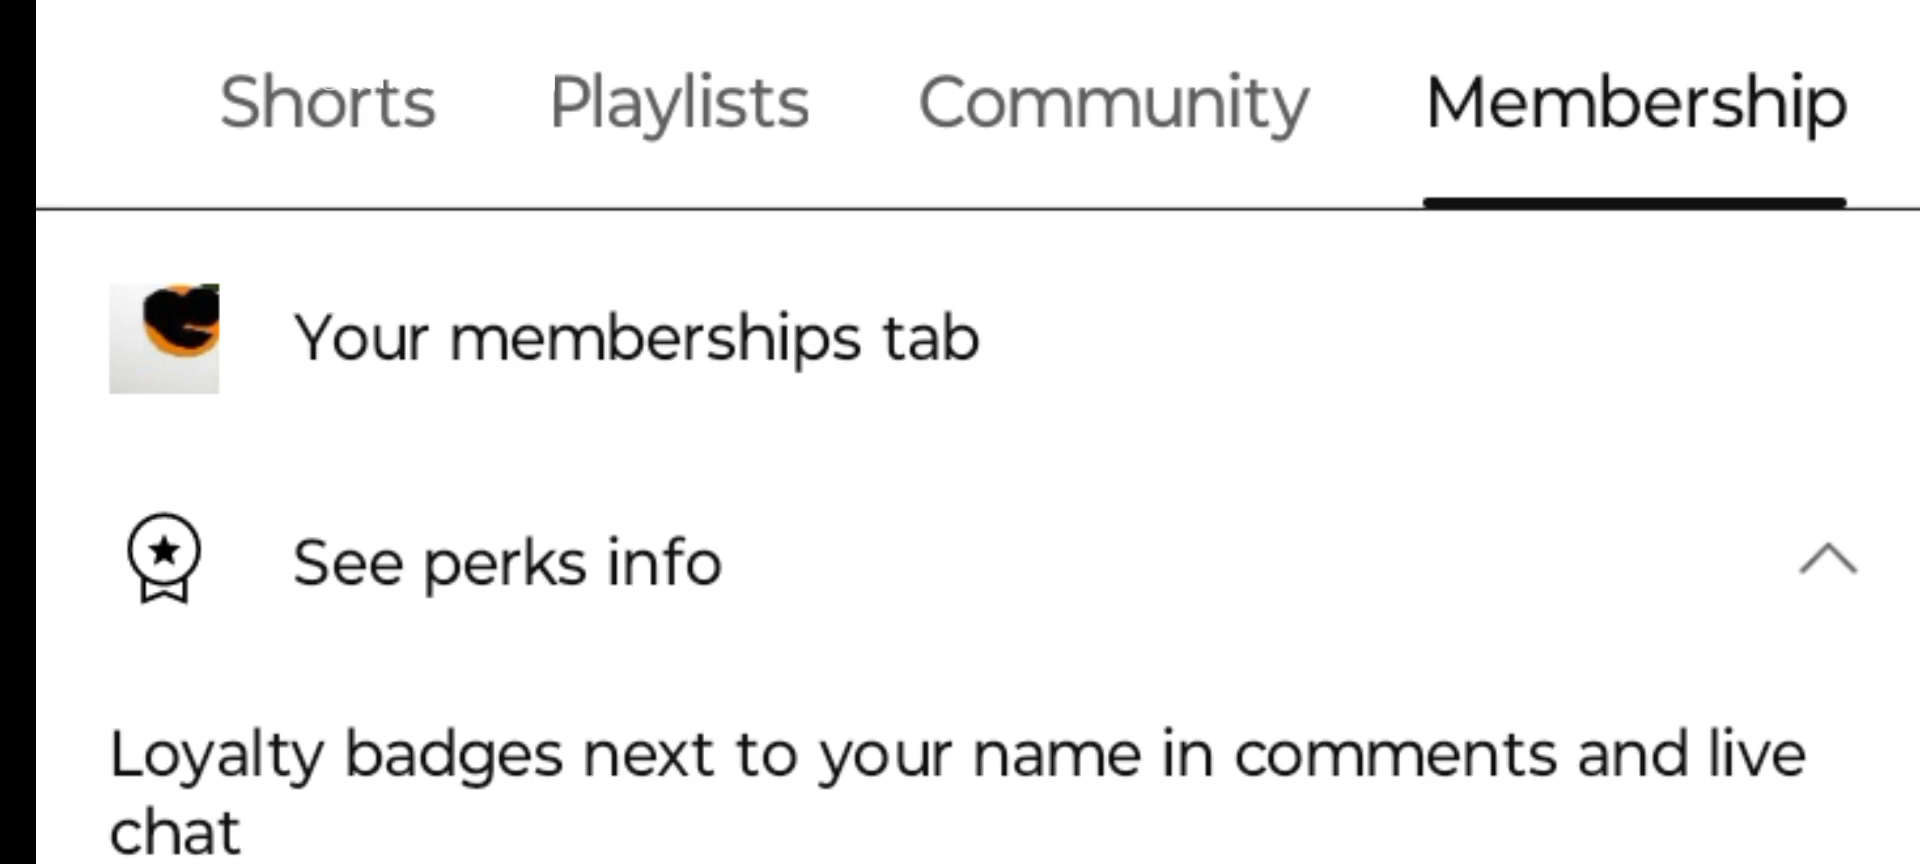 Shorts Playlists Community Membership
Your memberships tab
See perks info
Loyalty badges next to your name in comments and live
chat